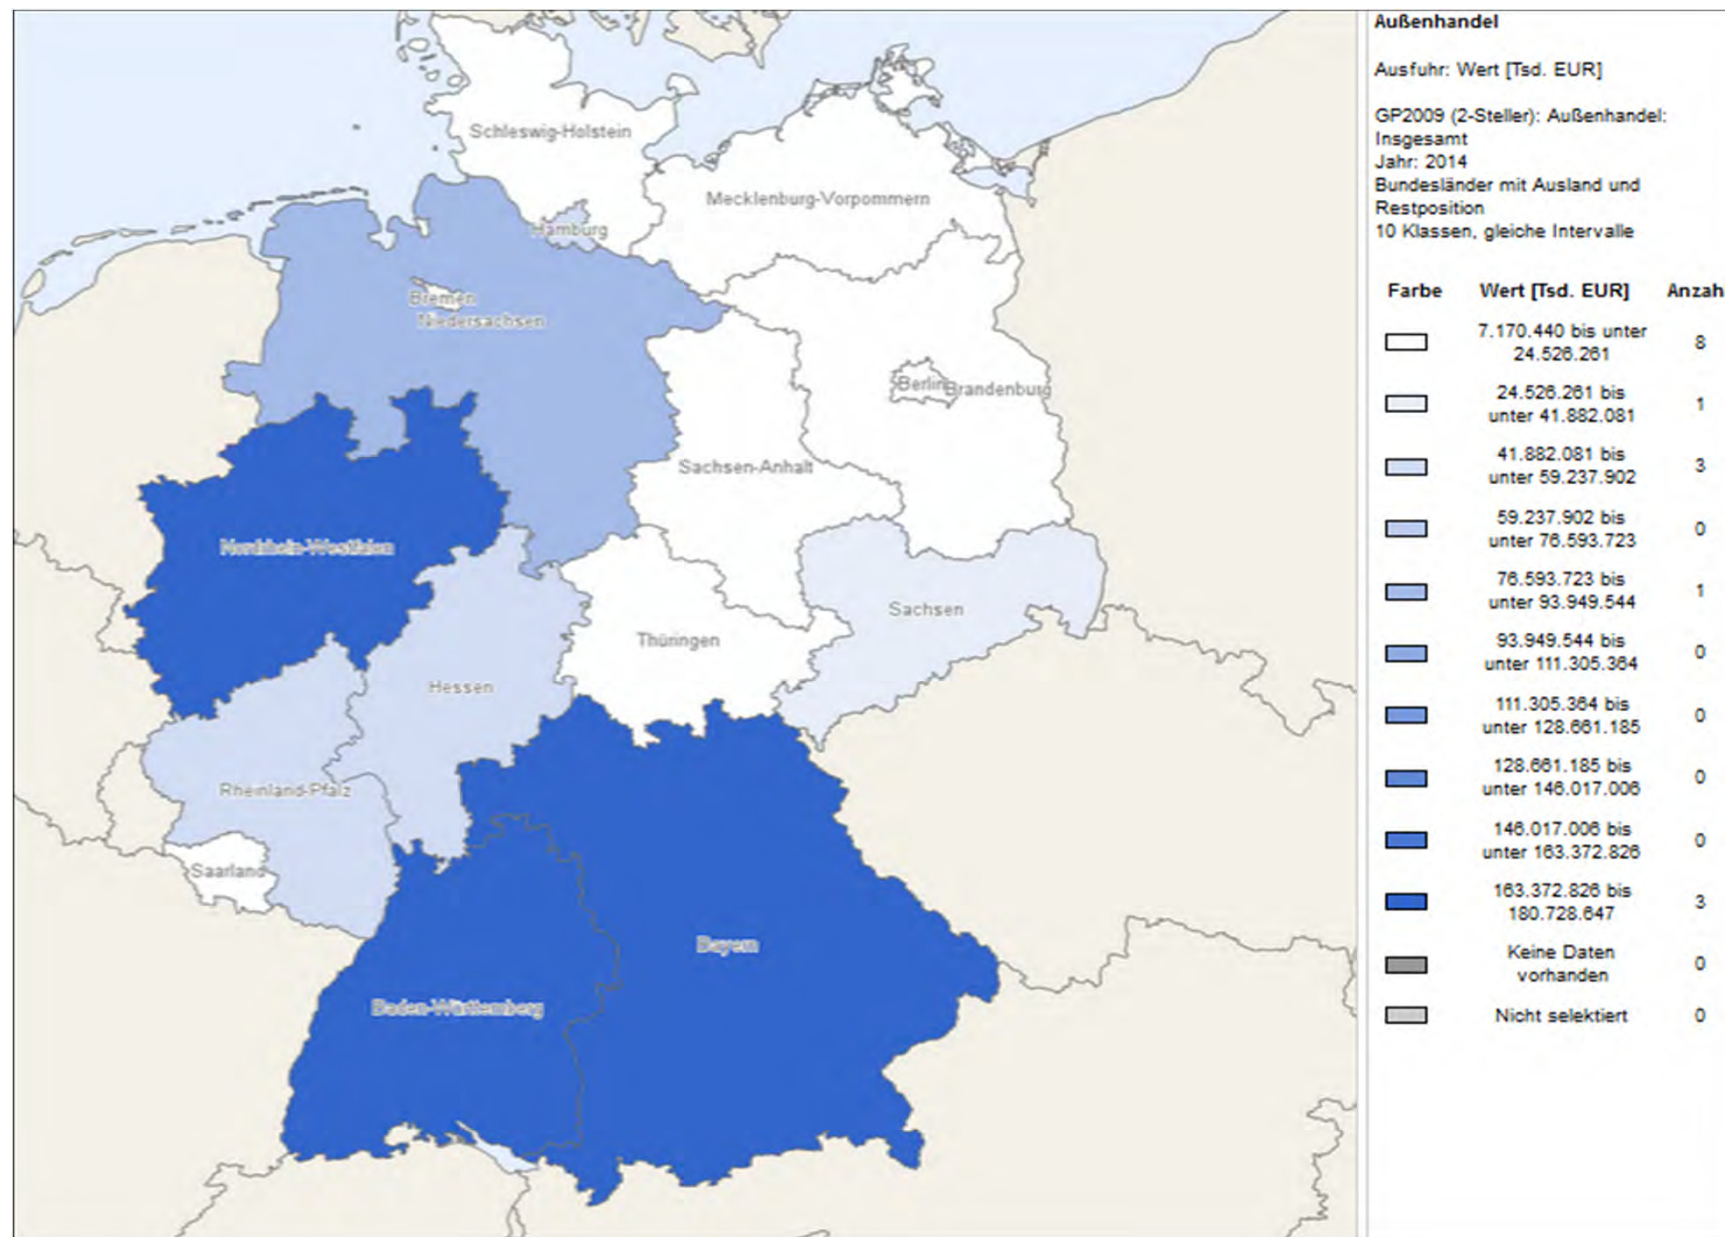 Schleswig-Holstein
Mecklenburg-Vorpommern
Hamburg
Bremen
Niedersachsen
Berlin
Brandenburg
Sachsen-Anhalt
Nordrhein-Westfalen
Sachsen
Thüringen
Hessen
Rheinland-Pfalz
Saarland
Bayern
Baden-Württemberg
Außenhandel
Ausfuhr: Wert [Tsd. EUR]
GP2009 (2-Steller): Außenhandel:
Insgesamt
Jahr: 2014
Bundesländer mit Ausland und
Restposition
10 Klassen, gleiche Intervalle
Farbe Wert [Tsd. EUR] Anzah
7.170.440 bis unter
24.526.261 8
24.526.261 bis
unter 41.882.081 1
41.882.081 bis
unter 59.237.902 3
59.237.902 bis
unter 76.593.723 0
76.593.723 bis
unter 93.949.544 1
93.949.544 bis
unter 111.305.364 0
111.305.364 bis
unter 128.661.185 0
128.661.185 bis
unter 146.017.006 0
146.017.006 bis
unter 163.372.826 0
163.372.826 bis
180.728.647 3
Keine Daten
vorhanden 0
Nicht selektiert 0